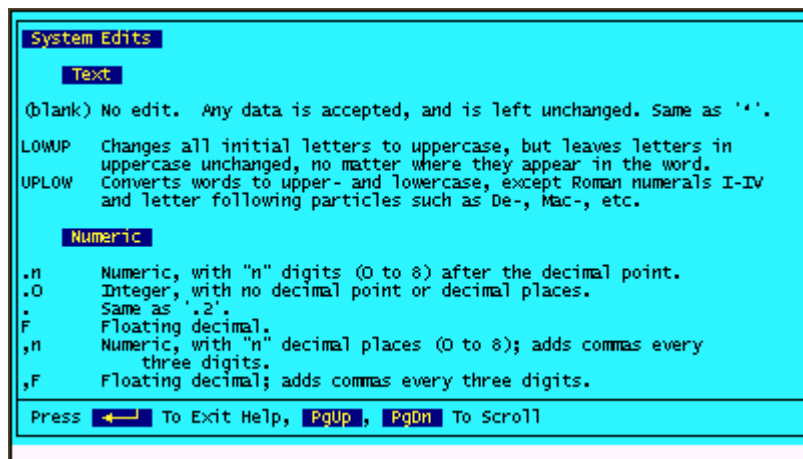 System Edits
Text
(blank) No edit. Any data is accepted, and is left unchanged. Same as '*'.
LOWUP Changes all initial letters to uppercase, but leaves letters in
uppercase unchanged, no matter where they appear in the word.
UPLOW Converts words to upper- and lowercase, except Roman numerals I-IV
and letter following particles such as De-, Mac-, etc.
Numeric
.n Numeric, with "n" digits (0 to 8) after the decimal point.
.0 Integer, with no decimal point or decimal places.
. Same as '.2'.
F Floating decimal.
,n Numeric, with "n" decimal places (0 to 8); adds commas every
three digits.
,F Floating decimal; adds commas every three digits.
Press To Exit Help, PgUp, PgDn To Scroll